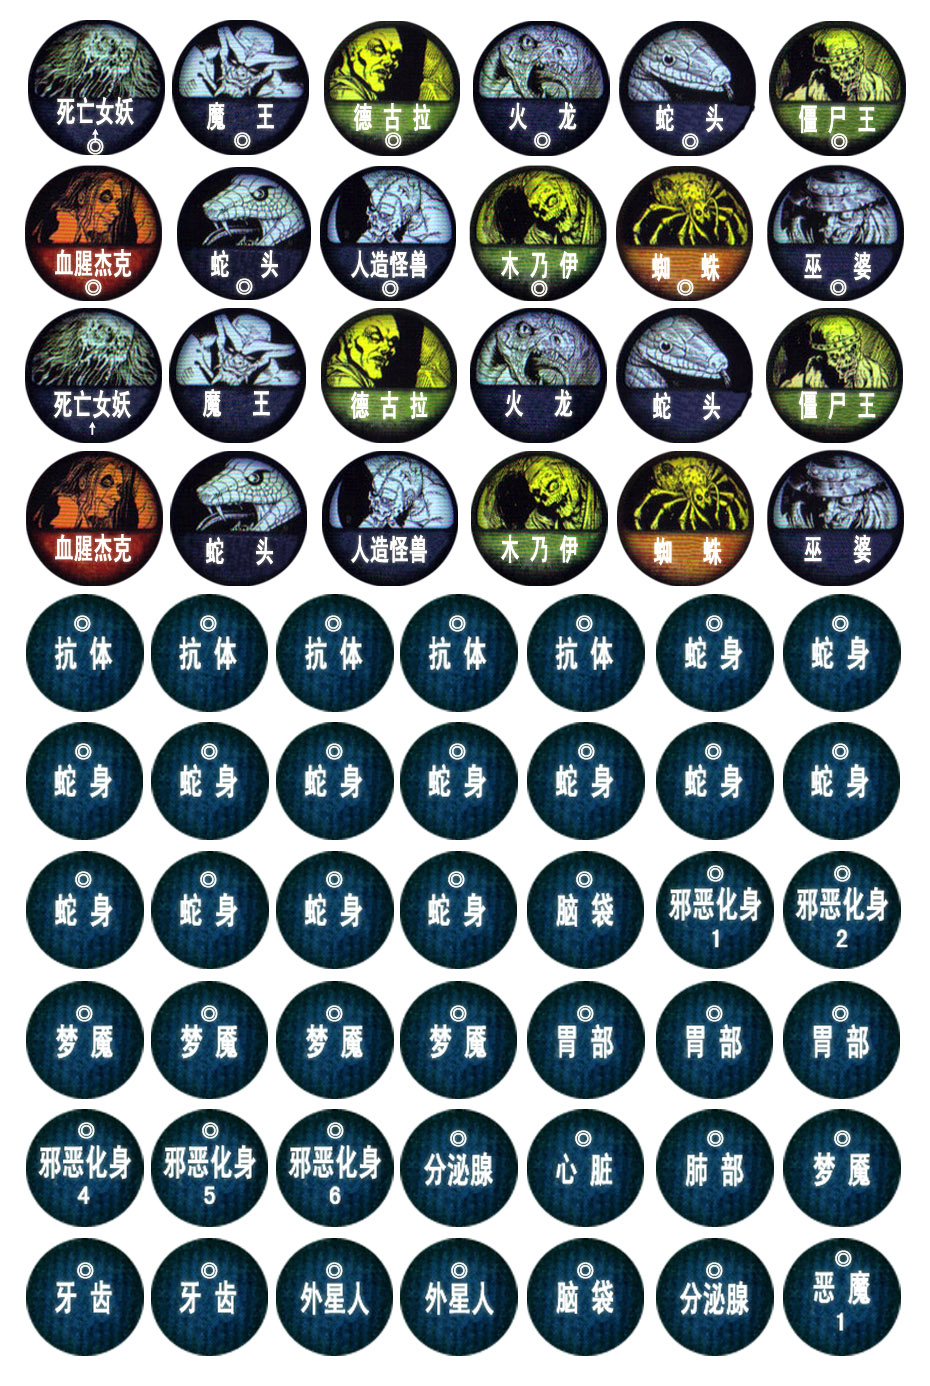 死亡女妖 魔 王 德 古 拉 火 龙 蛇 头 僵 尸 王
↑
◎ ◎ ◎ ◎ ◎ ◎
血腥杰克 蛇 头 人造怪兽 木 乃 伊 蜘 蛛 巫 婆
◎ ◎ ◎ ◎ ◎ ◎
死亡女妖 魔 王 德 古 拉 火 龙 蛇 头 僵 尸 王
↑
血腥杰克 蛇 头 人造怪兽 木 乃 伊 蜘 蛛 巫 婆
◎ ◎ ◎ ◎ ◎ ◎ ◎
抗 体 抗 体 抗 体 抗 体 抗 体 蛇 身 蛇 身
◎ ◎ ◎ ◎ ◎ ◎ ◎
蛇 身 蛇 身 蛇 身 蛇 身 蛇 身 蛇 身 蛇 身
◎ ◎ ◎ ◎ ◎ ◎ ◎
蛇 身 蛇 身 蛇 身 蛇 身 脑 袋 邪恶化身 邪恶化身
1 2
◎ ◎ ◎ ◎ ◎ ◎ ◎
梦 魇 梦 魇 梦 魇 梦 魇 胃 部 胃 部 胃 部
◎ ◎ ◎ ◎ ◎ ◎ ◎
邪恶化身 邪恶化身 邪恶化身 分泌腺 心 脏 肺 部 梦 魇
4 5 6
◎ ◎ ◎ ◎ ◎ ◎ ◎
牙 齿 牙 齿 外星人 外星人 脑 袋 分泌腺 恶 魔
1